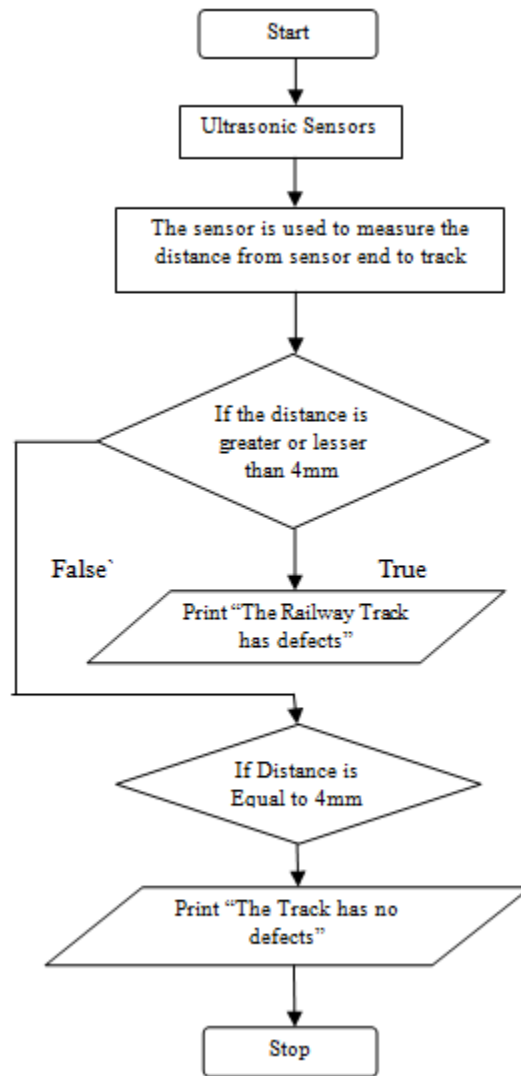 Start
Ultrasonic Sensors
The sensor is used to measure the
distance from sensor end to track
If the distance is
greater or lesser
than 4mm
False`
True
Print “The Railway Track
has defects”
If Distance is
Equal to 4mm
Print “The Track has no
defects”
Stop